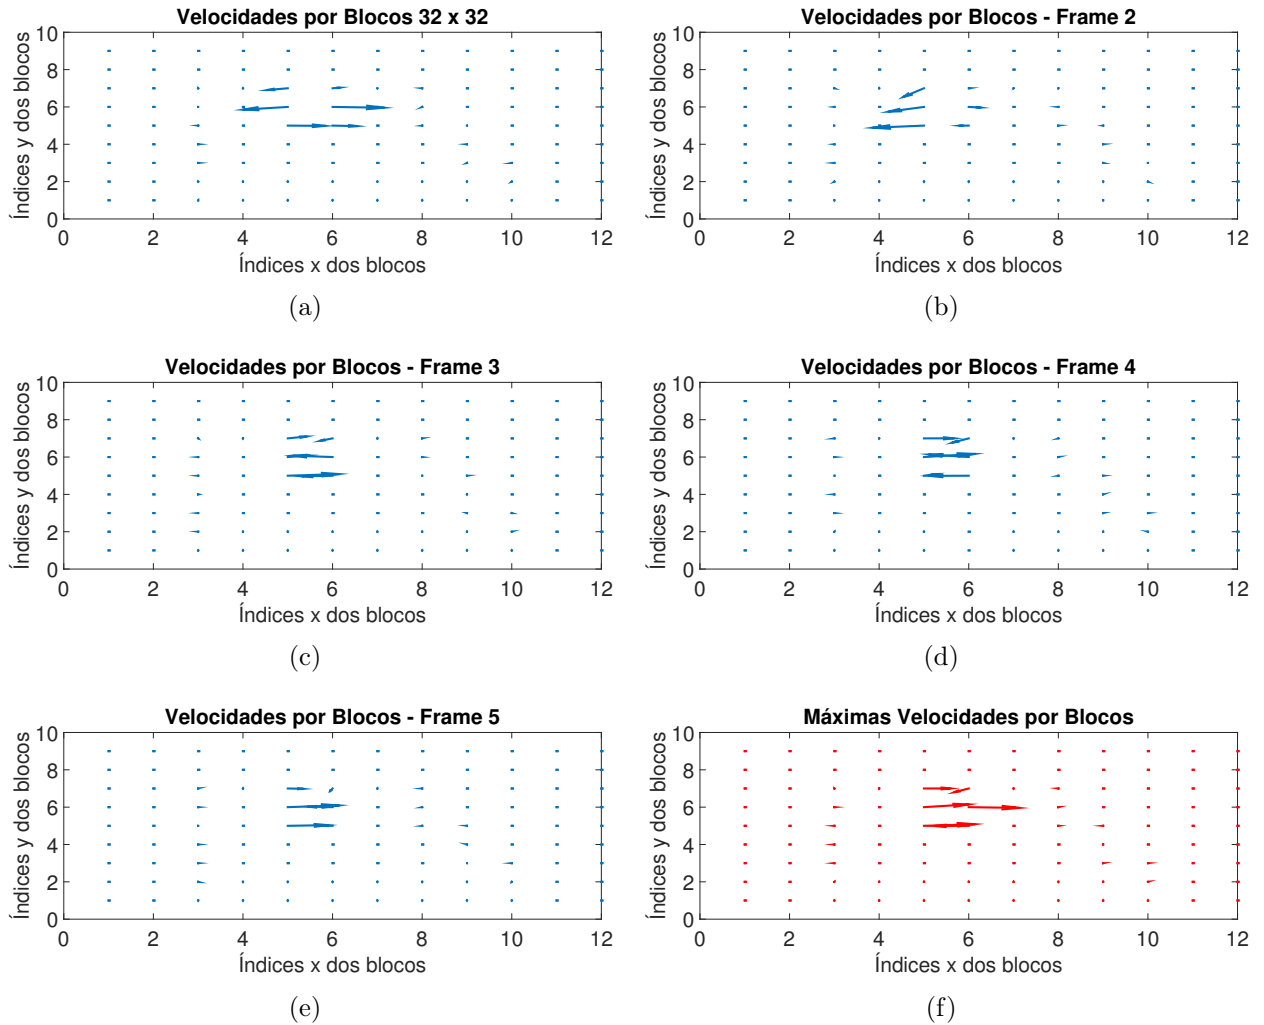 Velocidades por Blocos 32 x 32
10
8
6
4
2
0
Índices y dos blocos
0 2 4 6 8 10 12
Índices x dos blocos
(a)
Velocidades por Blocos - Frame 2
10
8
6
4
2
0
Índices y dos blocos
0 2 4 6 8 10 12
Índices x dos blocos
(b)
Velocidades por Blocos - Frame 3
10
8
6
4
2
0
Índices y dos blocos
0 2 4 6 8 10 12
Índices x dos blocos
(c)
Velocidades por Blocos - Frame 4
10
8
6
4
2
0
Índices y dos blocos
0 2 4 6 8 10 12
Índices x dos blocos
(d)
Velocidades por Blocos - Frame 5
10
8
6
4
2
0
Índices y dos blocos
0 2 4 6 8 10 12
Índices x dos blocos
(e)
Máximas Velocidades por Blocos
10
8
6
4
2
0
Índices y dos blocos
0 2 4 6 8 10 12
Índices x dos blocos
(f)